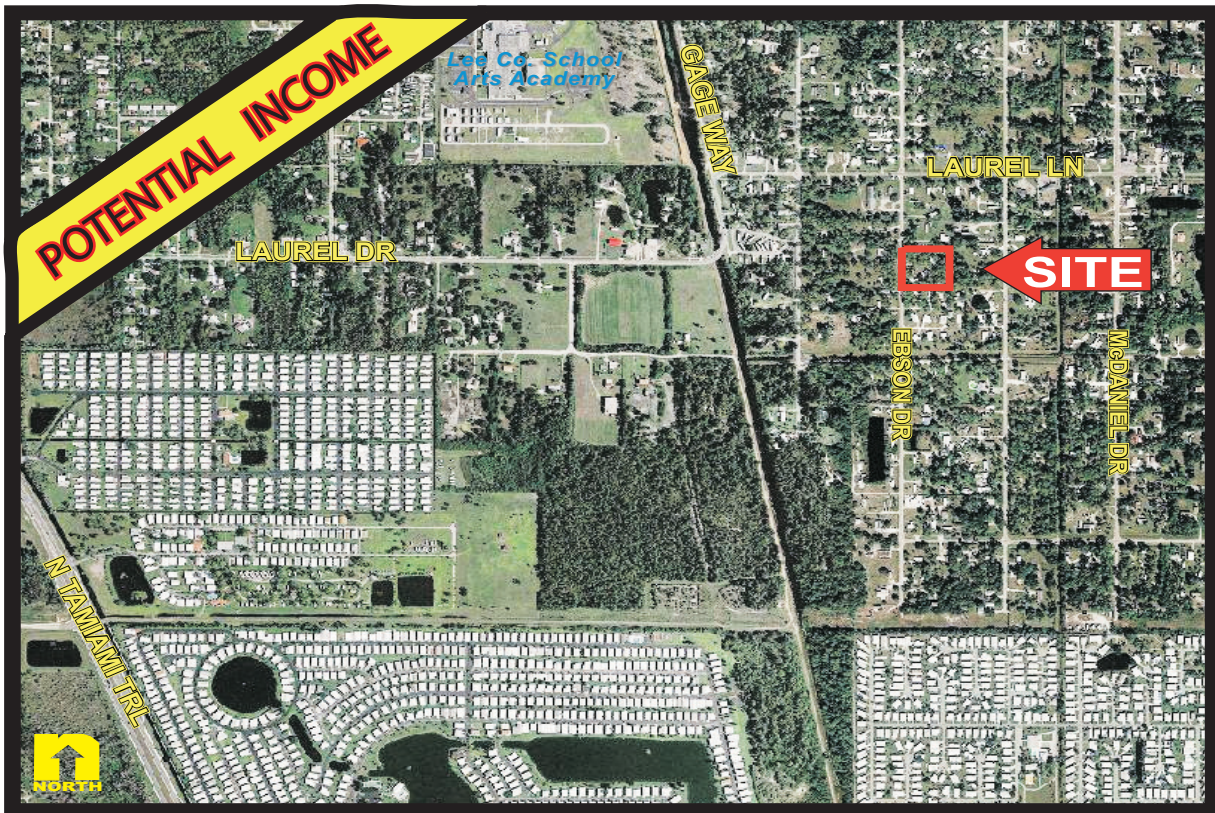 POTENTIAL INCOME
Lee Co. School
Arts Academy
GAGE WAY
LAUREL LN
LAUREL DR
SITE
EBSON DR
McDANIEL DR
N TAMIAMI TRL
n
NORTH